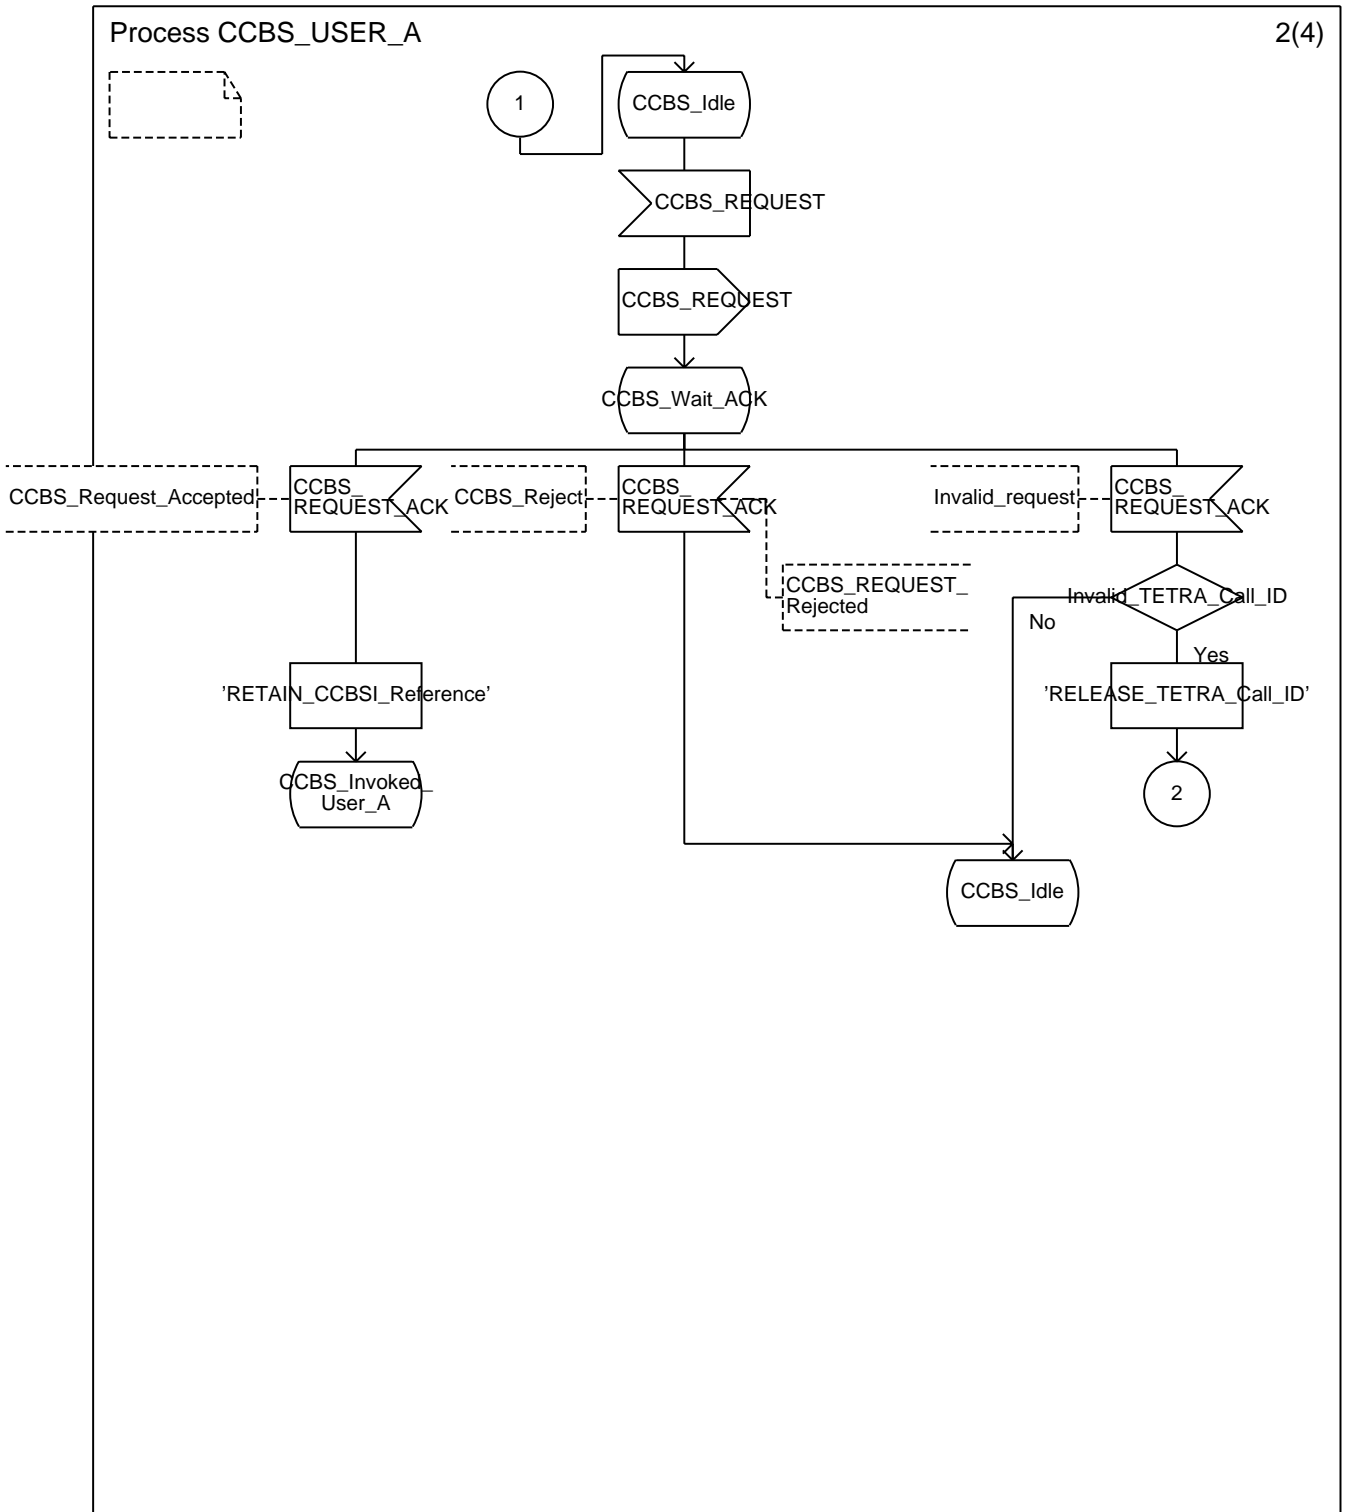 Process CCBS_USER_A
2(4)
1
CCBS_Idle
CCBS_REQUEST
CCBS_REQUEST
CCBS_Wait_ACK
CCBS_Request_Accepted
CCBS_
REQUEST_ACK
CCBS_Reject
CCBS_
REQUEST_ACK
Invalid_request
CCBS_
REQUEST_ACK
CCBS_REQUEST_
Rejected
Invalid_TETRA_Call_ID
No
Yes
’RETAIN_CCBSI_Reference’
’RELEASE_TETRA_Call_ID’
CCBS_Invoked_
User_A
2
CCBS_Idle